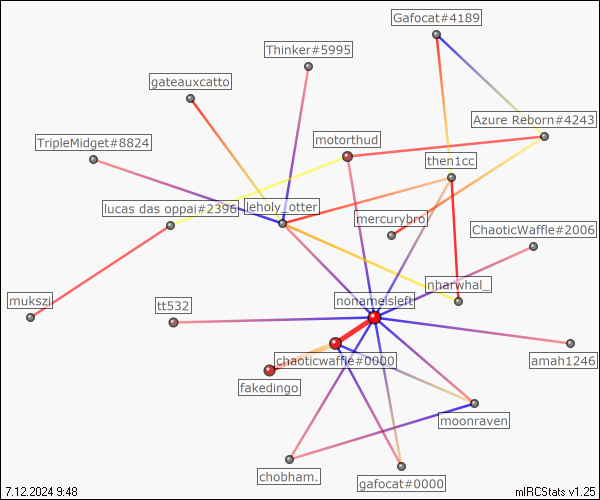 Gafocat#4189
Thinker#5995
gateauxcatto
Azure Reborn#4243
TripleMidget#8824
motorthud
then1cc
lucas das oppai#2396
leholy_otter
mercurybrl
ChaoticWaffle#2006
nharwhal_
mukszi
tt532
nonameisleft
chaoticwaffle#0000
amah1246
fakedingo
moonraven
chobham.
gafocat#0000
7.12.2024 9:48
mIRCStats v1.25